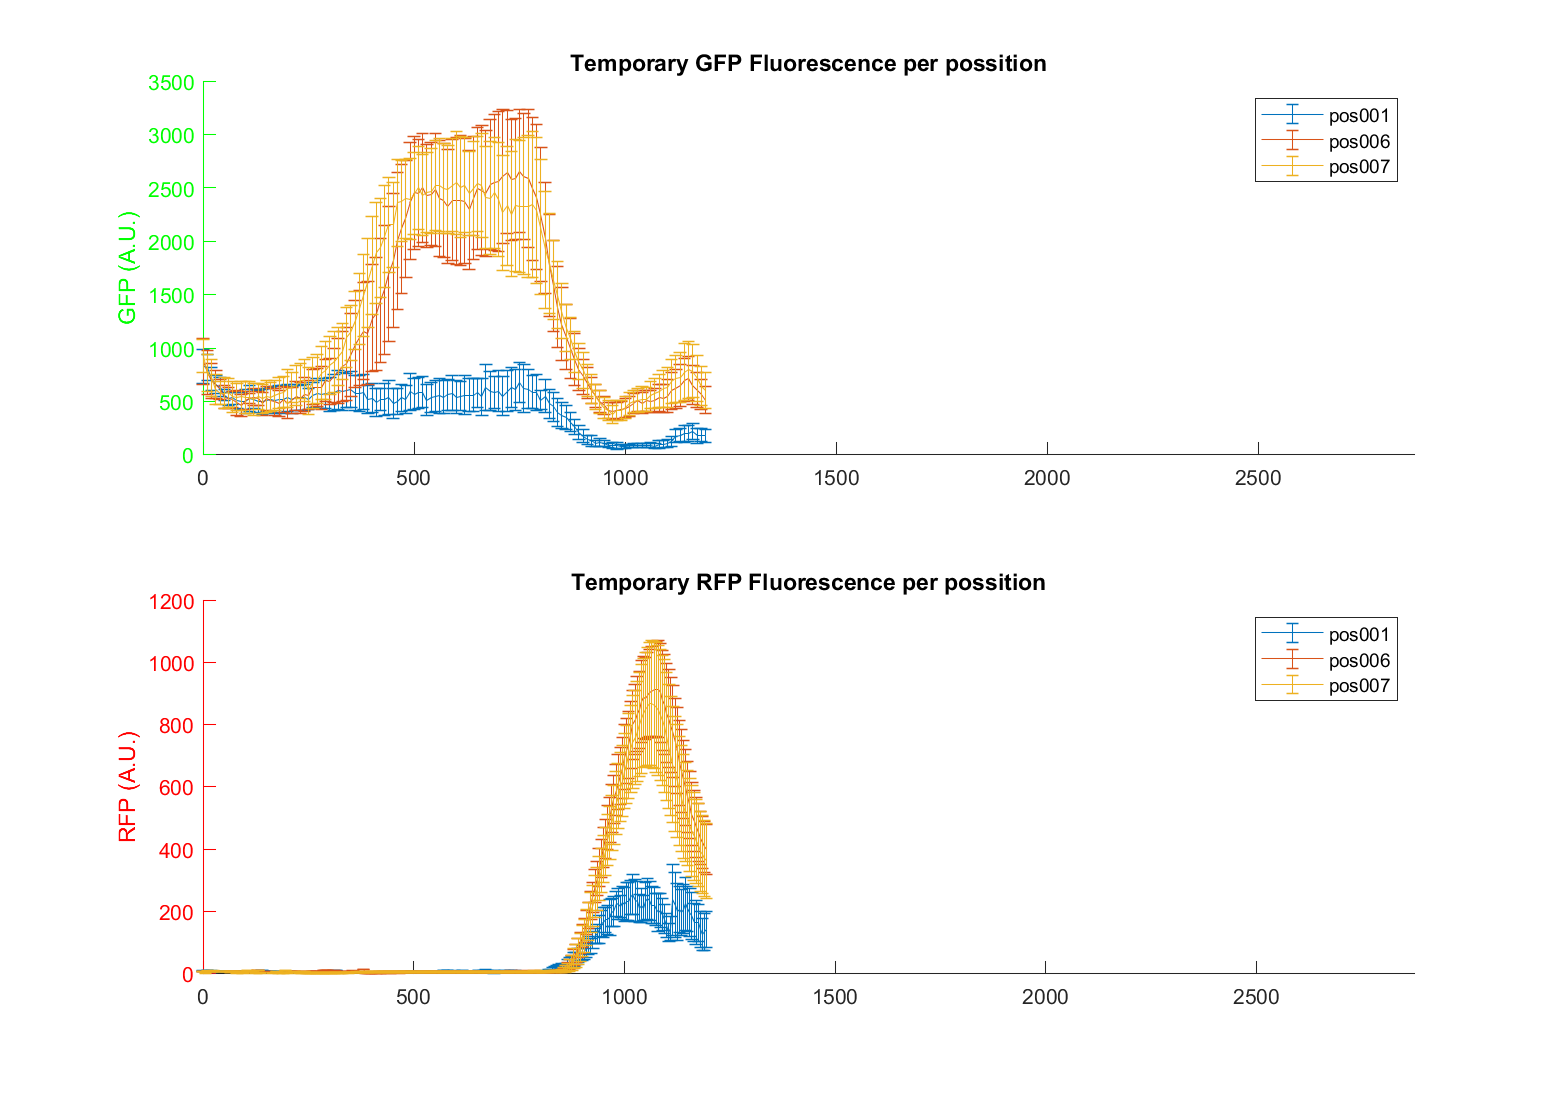 Temporary GFP Fluorescence per possition
3500
3000
2500
2000
1500
1000
500
0
GFP (A.U.)
0 500 1000 1500 2000 2500
pos001
pos006
pos007
Temporary RFP Fluorescence per possition
1200
1000
800
600
400
200
0
RFP (A.U.)
0 500 1000 1500 2000 2500
pos001
pos006
pos007